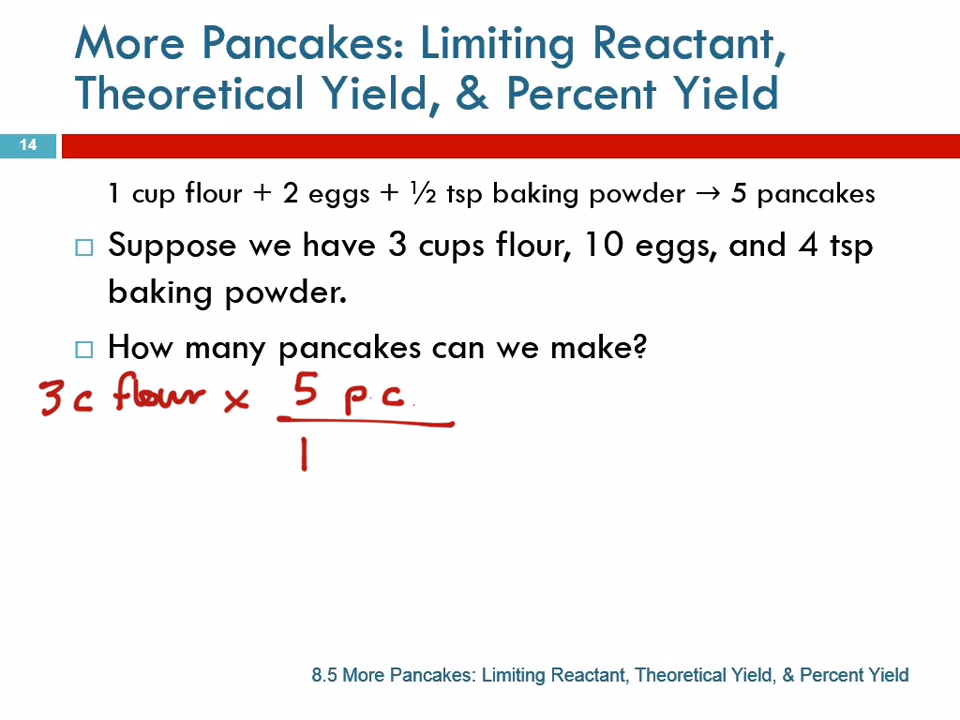 More Pancakes: Limiting Reactant,
Theoretical Yield, & Percent Yield
14
1 cup flour + 2 eggs + ½ tsp baking powder → 5 pancakes
Suppose we have 3 cups flour, 10 eggs, and 4 tsp
baking powder.
How many pancakes can we make?
3 c flour x 5 p.c.
1
8.5 More Pancakes: Limiting Reactant, Theoretical Yield, & Percent Yield